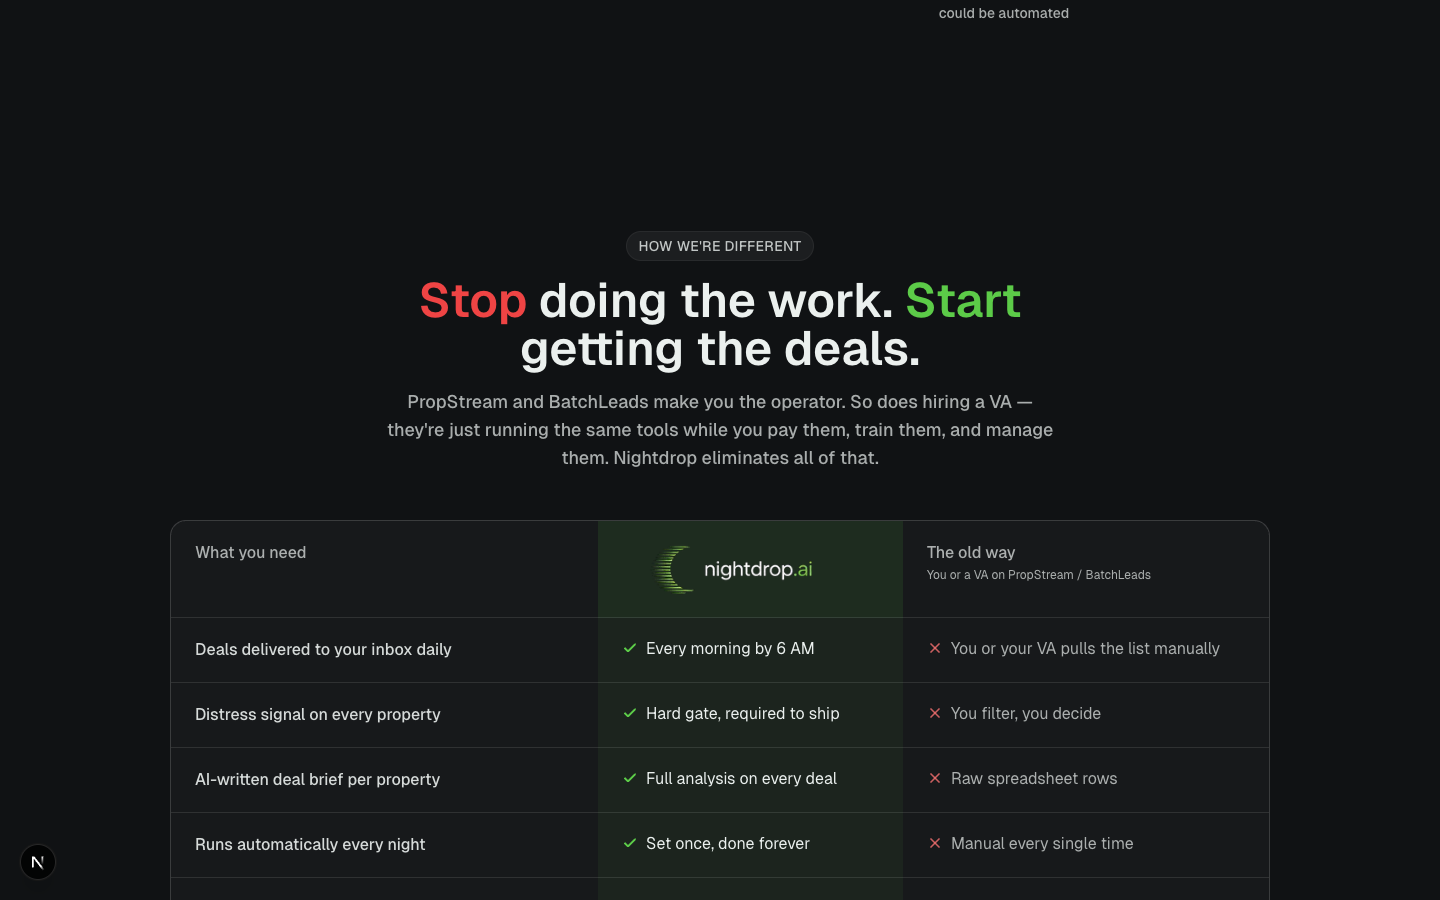 could be automated
HOW WE'RE DIFFERENT
Stop doing the work. Start
getting the deals.
PropStream and BatchLeads make you the operator. So does hiring a VA —
they're just running the same tools while you pay them, train them, and manage
them. Nightdrop eliminates all of that.
What you need
nightdrop.ai
The old way
You or a VA on PropStream / BatchLeads
Deals delivered to your inbox daily
Every morning by 6 AM
You or your VA pulls the list manually
Distress signal on every property
Hard gate, required to ship
You filter, you decide
AI-written deal brief per property
Full analysis on every deal
Raw spreadsheet rows
Runs automatically every night
Set once, done forever
Manual every single time
N